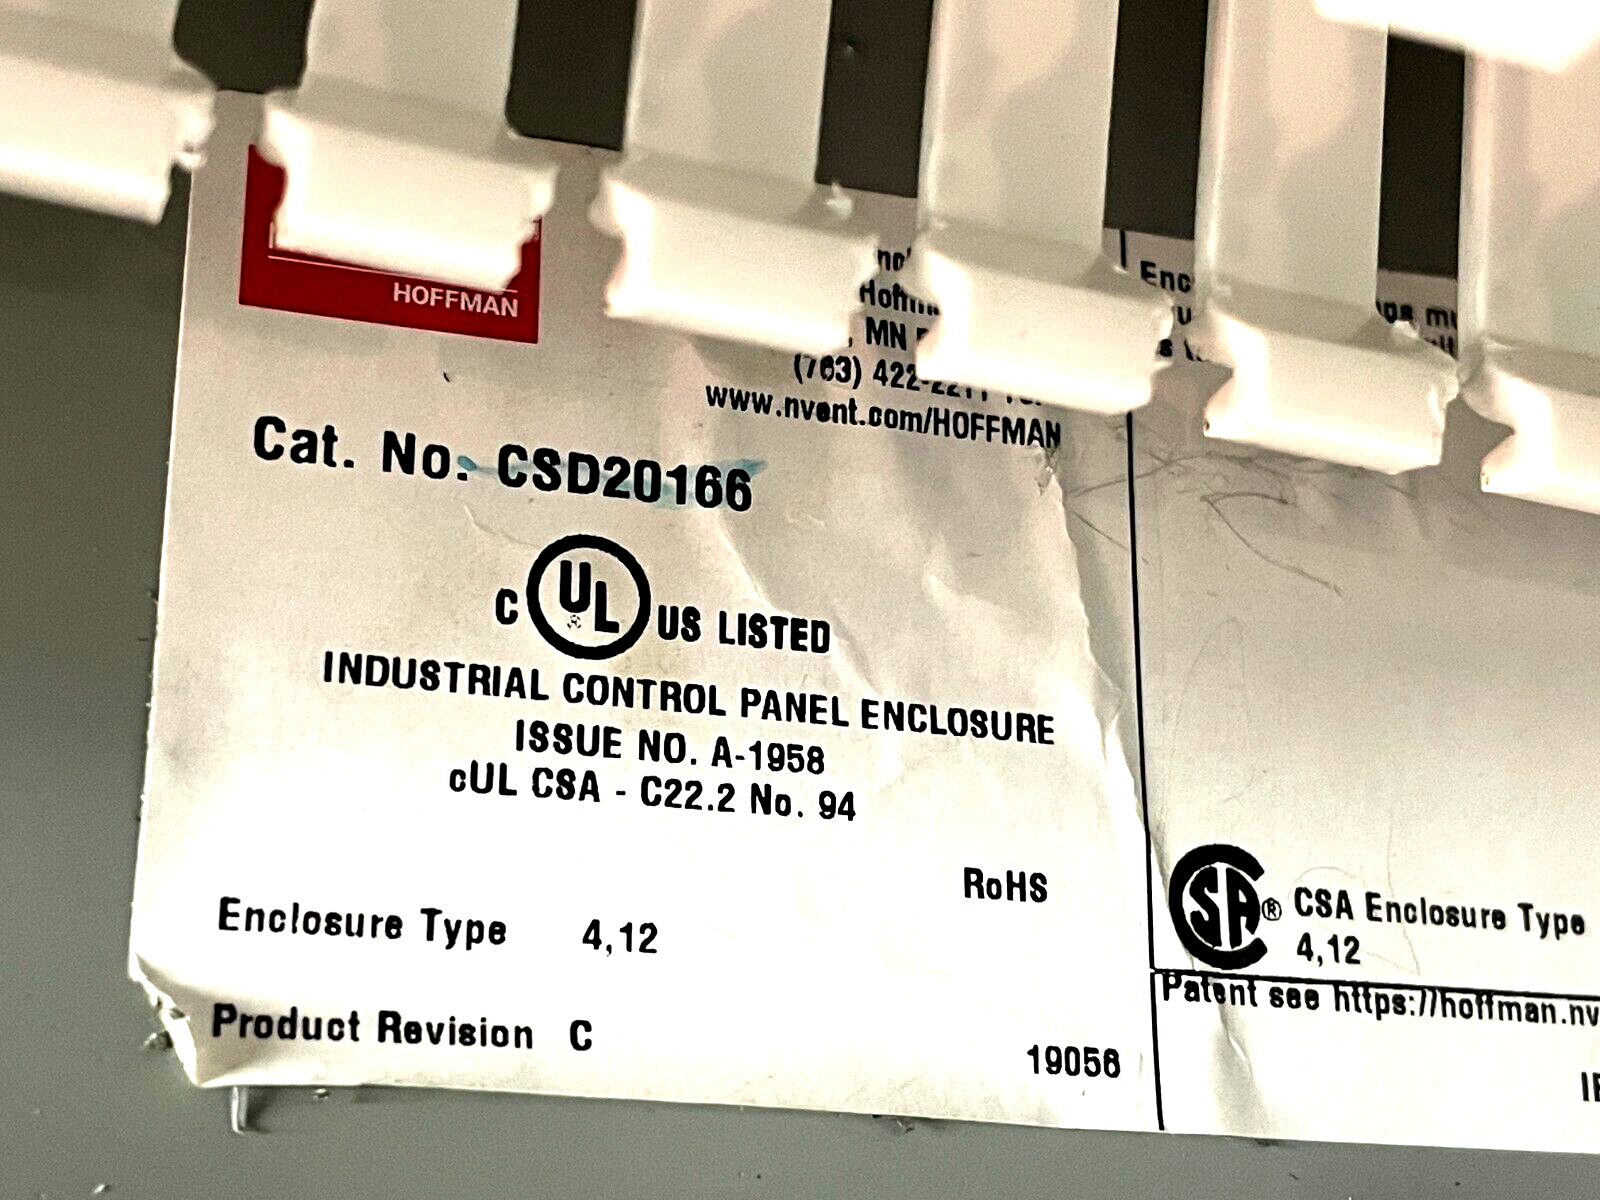 HOFFMAN
MN
(763) 422-2211
www.nvent.com/HOFFMAN
Cat. No. CSD20166
C UL US LISTED
INDUSTRIAL CONTROL PANEL ENCLOSURE
ISSUE NO. A-1958
cUL CSA - C22.2 No. 94
RoHS
Enclosure Type 4,12
Product Revision C
19056
SA® CSA Enclosure Type
4,12
Patent see https://hoffman.nv